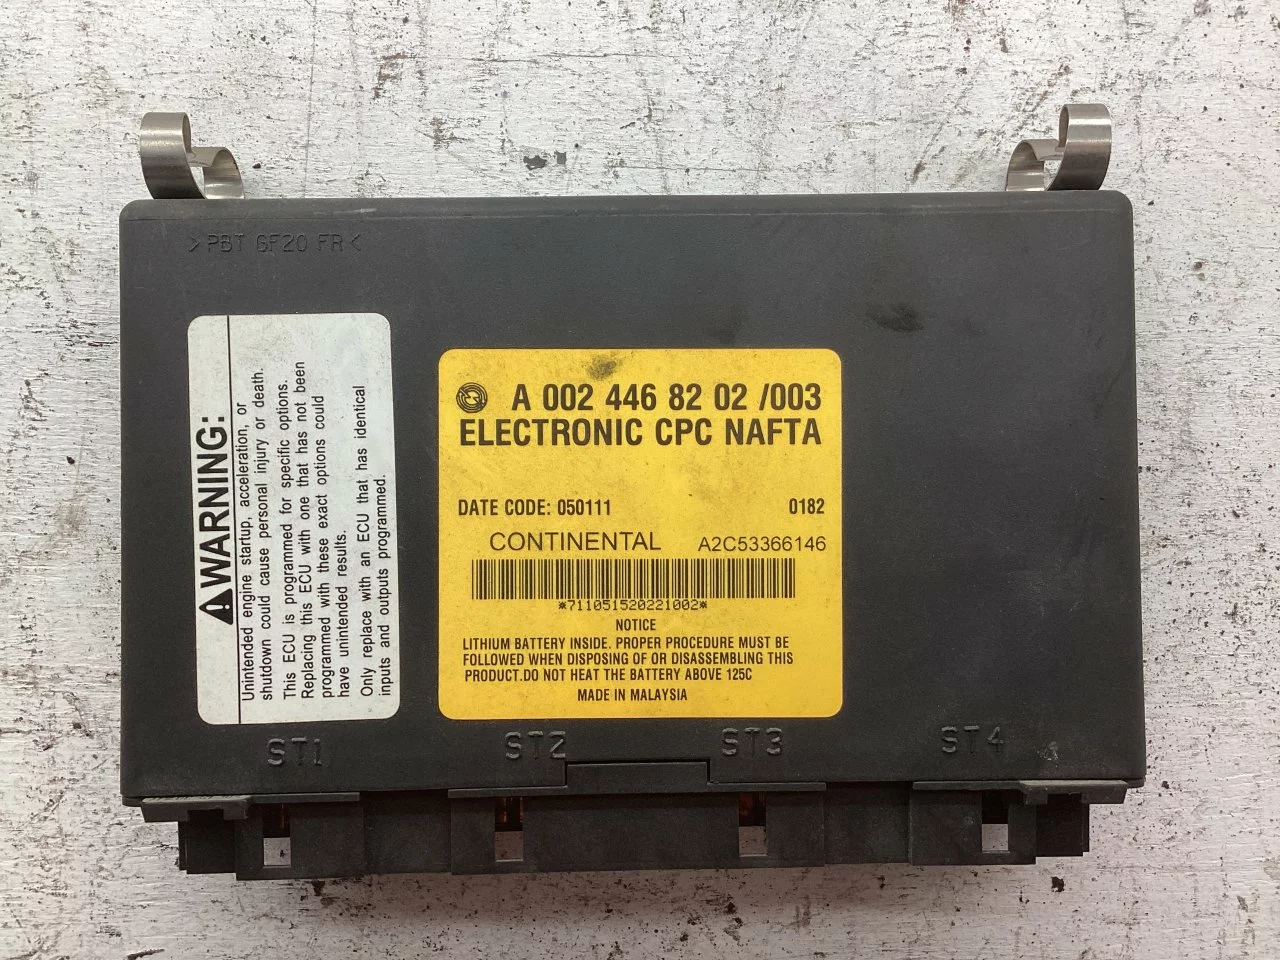 >PBT GF20 FR<
WARNING:
Unintended engine startup, acceleration, or
shutdown could cause personal injury or death.
This ECU is programmed for specific options.
Replacing this ECU with one that has not been
programmed with these exact options could
have unintended results.
Only replace with an ECU that has identical
inputs and outputs programmed.
A 002 446 82 02 /003
ELECTRONIC CPC NAFTA
DATE CODE: 050111 0182
CONTINENTAL A2C53366146
*711051520221002*
NOTICE
LITHIUM BATTERY INSIDE. PROPER PROCEDURE MUST BE
FOLLOWED WHEN DISPOSING OF OR DISASSEMBLING THIS
PRODUCT.DO NOT HEAT THE BATTERY ABOVE 125C
MADE IN MALAYSIA
ST1 ST2 ST3 ST4